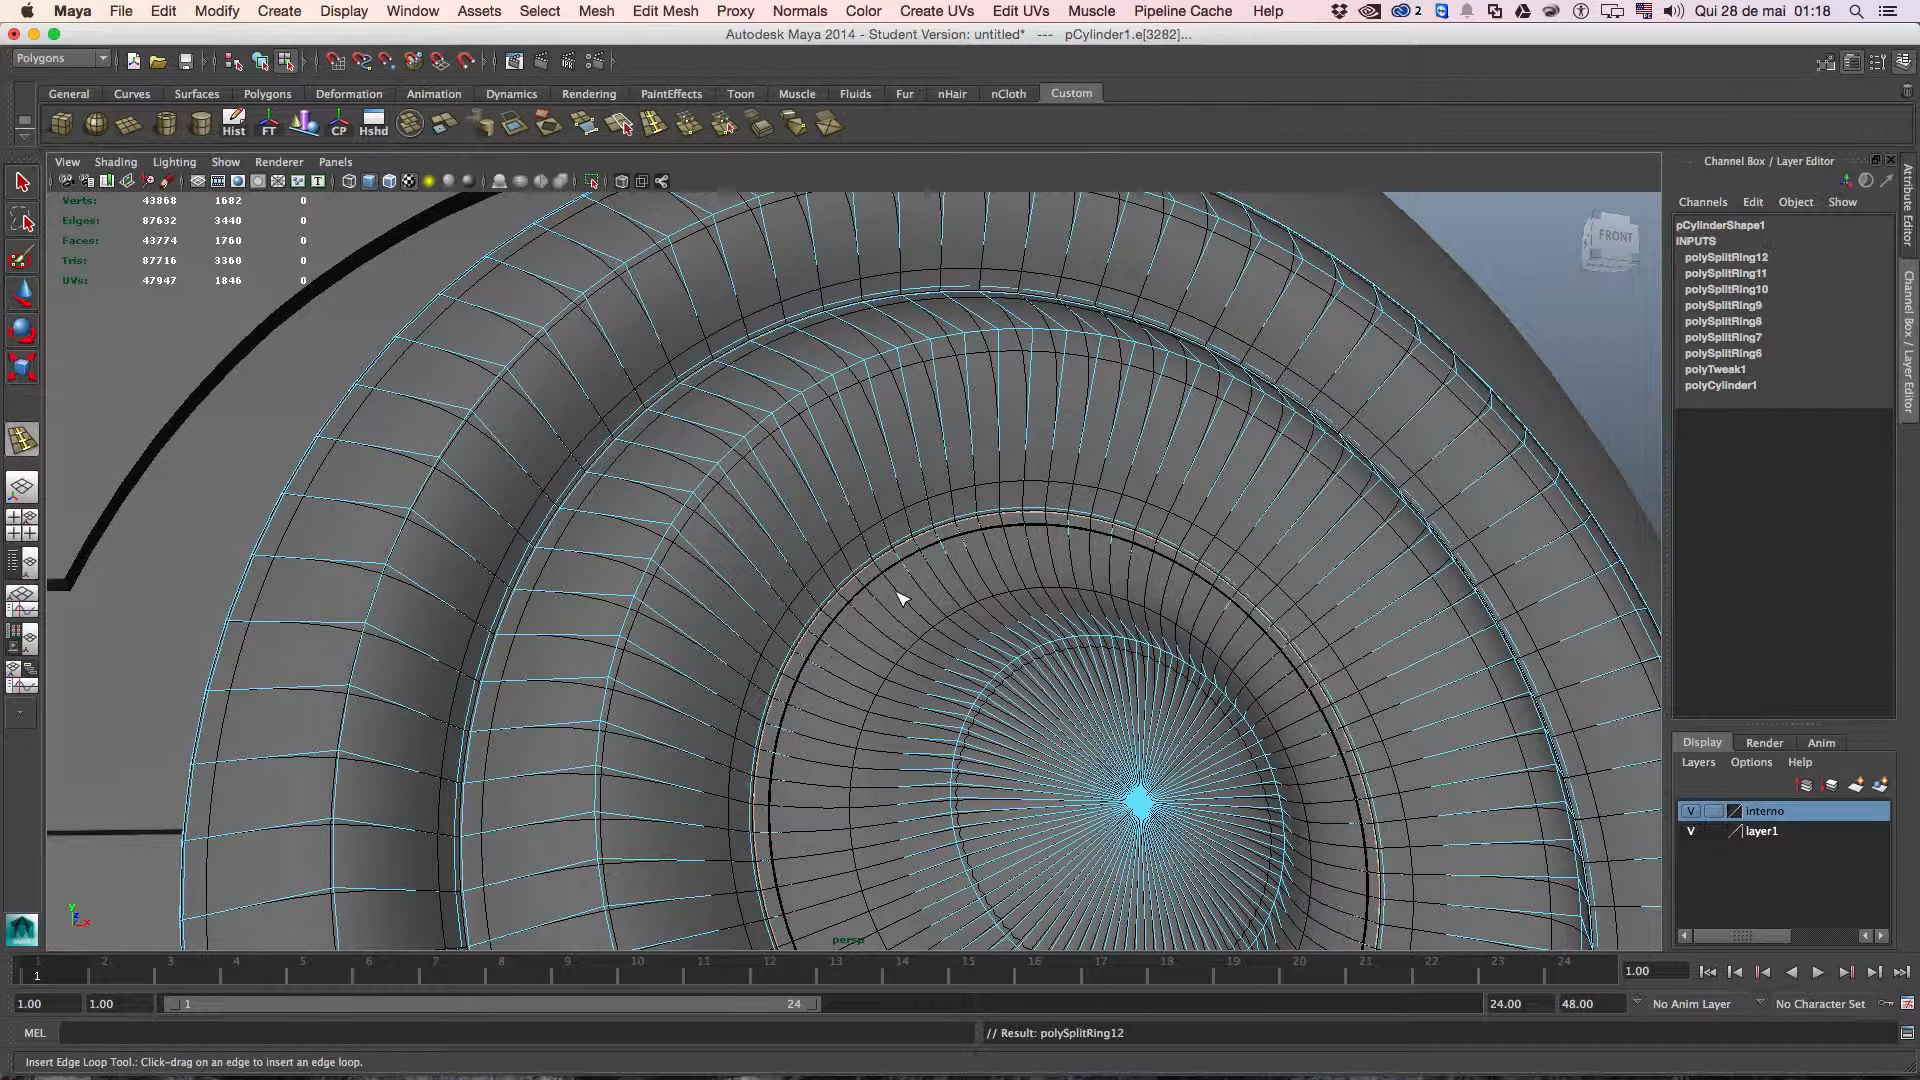 Maya File Edit Modify Create Display Window Assets Select Mesh Edit Mesh Proxy Normals Color Create UVs Edit UVs Muscle Pipeline Cache Help 2 Qui 28 de mai 01:18
Autodesk Maya 2014 - Student Version: untitled* --- pCylinder1.e[3282]...
Polygons
General Curves Surfaces Polygons Deformation Animation Dynamics Rendering PaintEffects Toon Muscle Fluids Fur nHair nCloth Custom
Hist FT CP Hshd
View Shading Lighting Show Renderer Panels
Channel Box / Layer Editor
Channels Edit Object Show
Verts: 43868 1682 0
Edges: 87632 3440 0
Faces: 43774 1760 0
Tris: 87716 3360 0
UVs: 47947 1846 0
FRONT
pCylinderShape1
INPUTS
polySplitRing12
polySplitRing11
polySplitRing10
polySplitRing9
polySplitRing8
polySplitRing7
polySplitRing6
polyTweak1
polyCylinder1
Attribute Editor
Channel Box / Layer Editor
Display Render Anim
Layers Options Help
V interno
V layer1
persp
1 2 3 4 5 6 7 8 9 10 11 12 13 14 15 16 17 18 19 20 21 22 23 24
1 1.00
1.00 1.00 1 24 24.00 48.00 No Anim Layer No Character Set
MEL // Result: polySplitRing12
Insert Edge Loop Tool.: Click-drag on an edge to insert an edge loop.